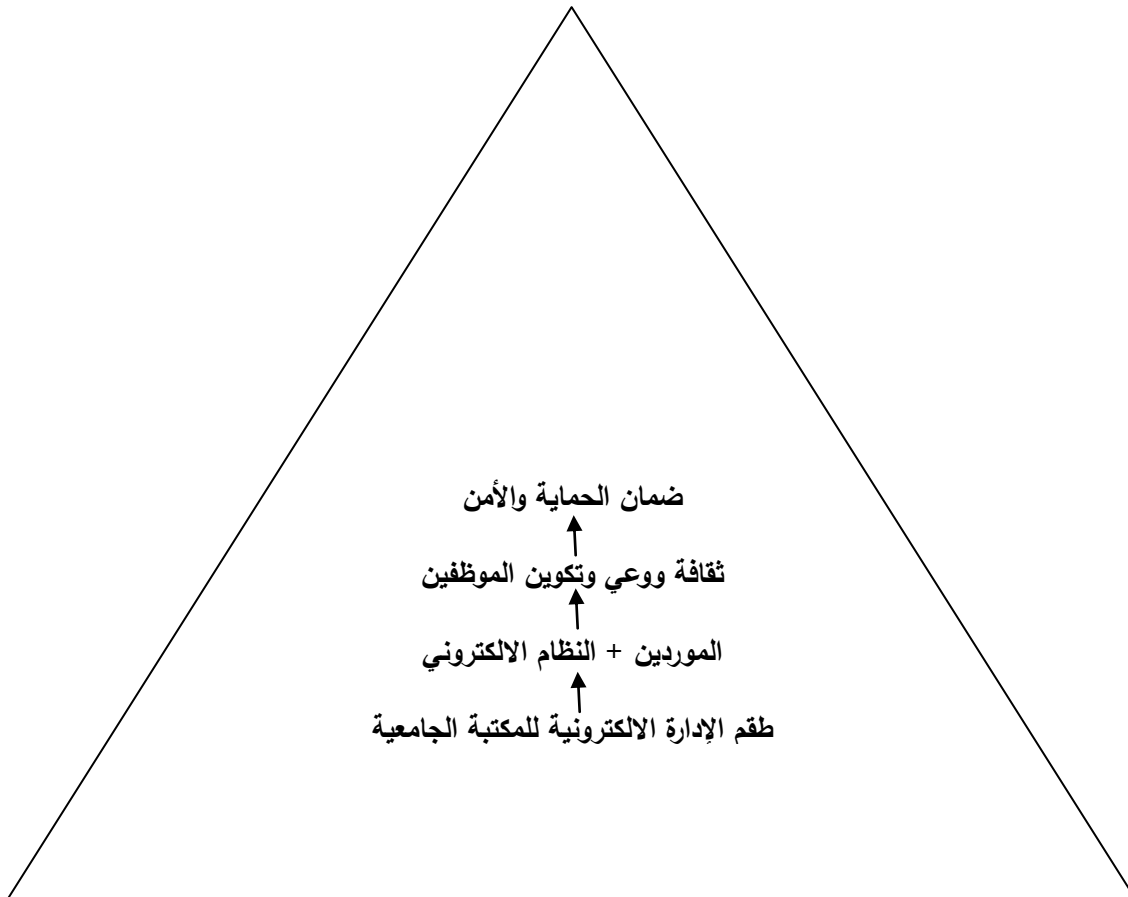 ضمان الحماية والأمن
ثقافة ووعي وتكوين الموظفين
الموردين + النظام الالكتروني
طقم الإدارة الالكترونية للمكتبة الجامعية